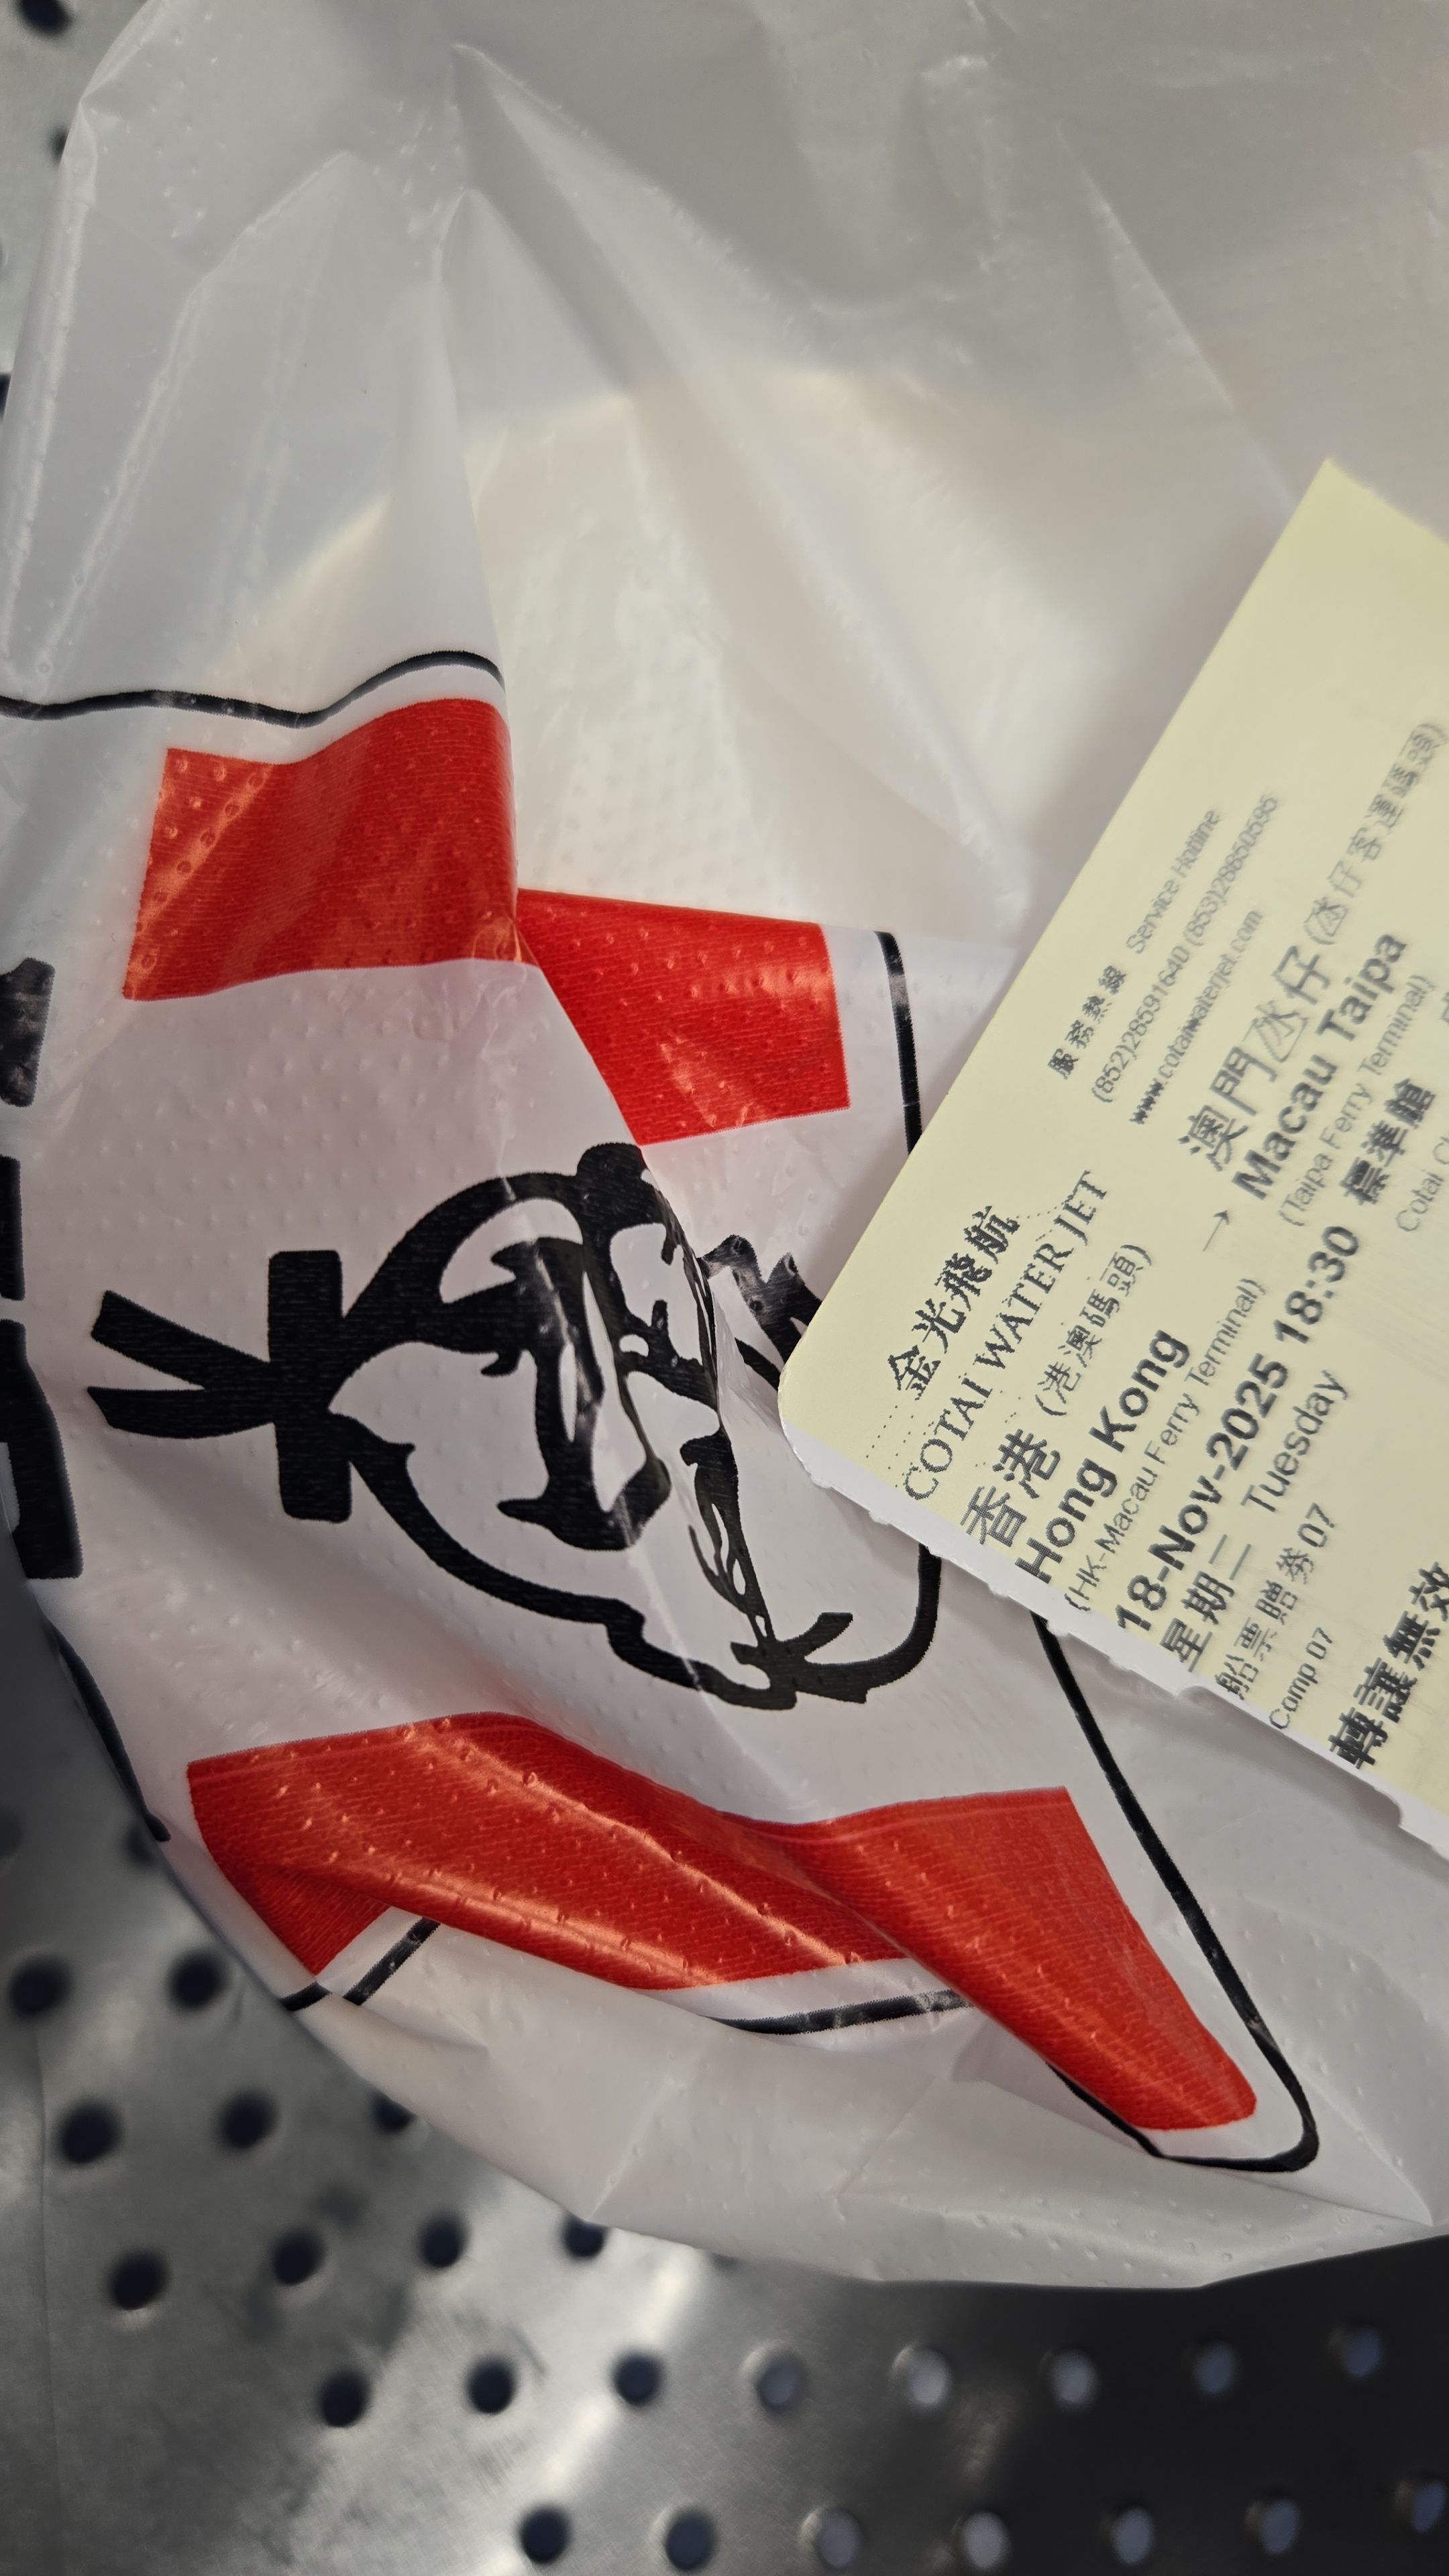 服務熱線 Service Hotline
(852)28591640 (853)28850595
www.cotaiwaterjet.com
金光飛航
COTAI WATER JET
香港 (港澳碼頭) → 澳門氹仔 (氹仔客運碼頭)
Hong Kong Macau Taipa
(HK-Macau Ferry Terminal) (Taipa Ferry Terminal)
18-Nov-2025 18:30 標準艙
星期二 Tuesday Cotai
船票贈券07
Comp 07
轉讓無效